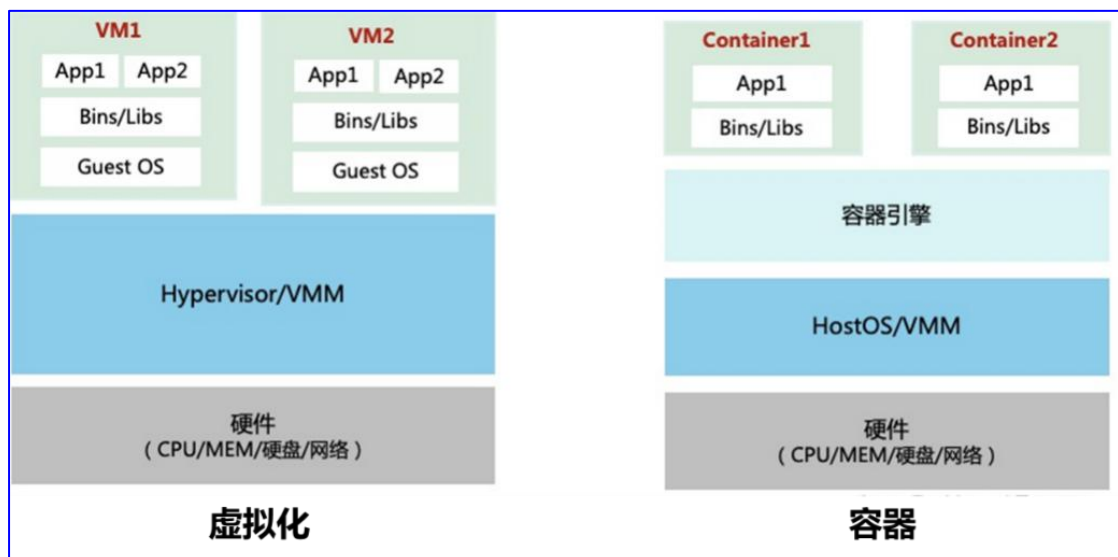 VM1
App1 App2
Bins/Libs
Guest OS
VM2
App1 App2
Bins/Libs
Guest OS
Hypervisor/VMM
硬件
（CPU/MEM/硬盘/网络）
虚拟化
Container1
App1
Bins/Libs
Container2
App1
Bins/Libs
容器引擎
HostOS/VMM
硬件
（CPU/MEM/硬盘/网络）
容器